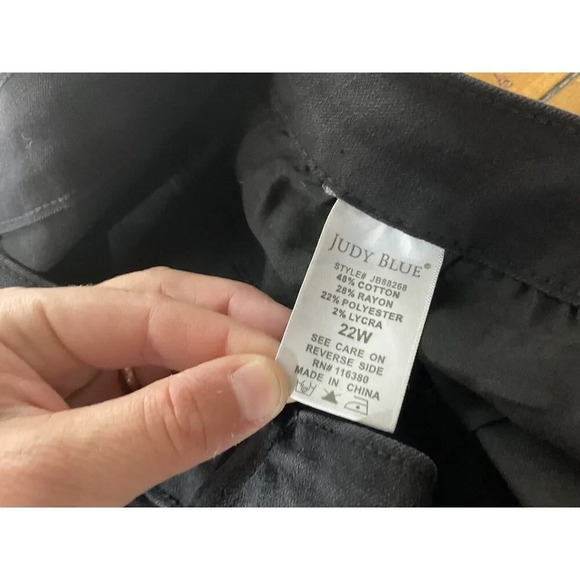 JUDY BLUE®
STYLE# JB88268
48% COTTON
28% RAYON
22% POLYESTER
2% LYCRA
22W
SEE CARE ON
REVERSE SIDE
RN# 116380
MADE IN CHINA